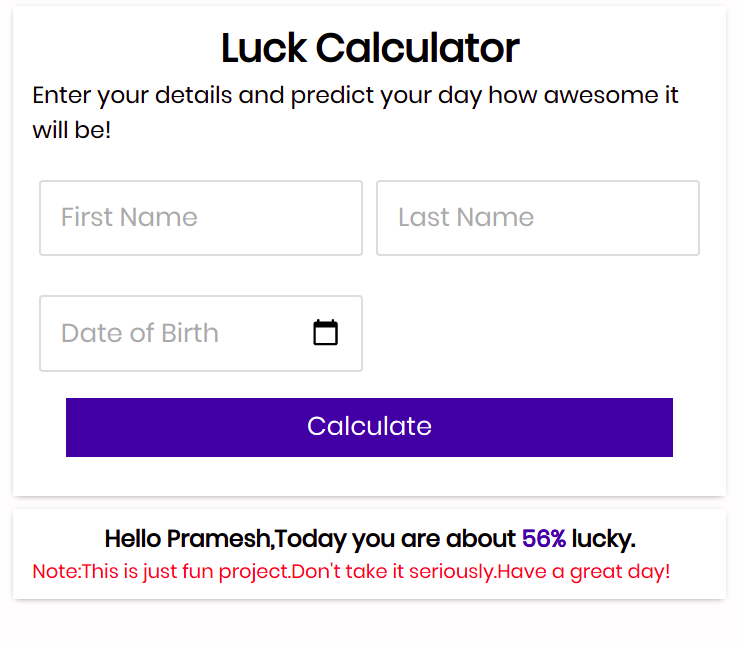 Luck Calculator
Enter your details and predict your day how awesome it
will be!
First Name
Last Name
Date of Birth
Calculate
Hello Pramesh,Today you are about 56% lucky.
Note:This is just fun project.Don't take it seriously.Have a great day!